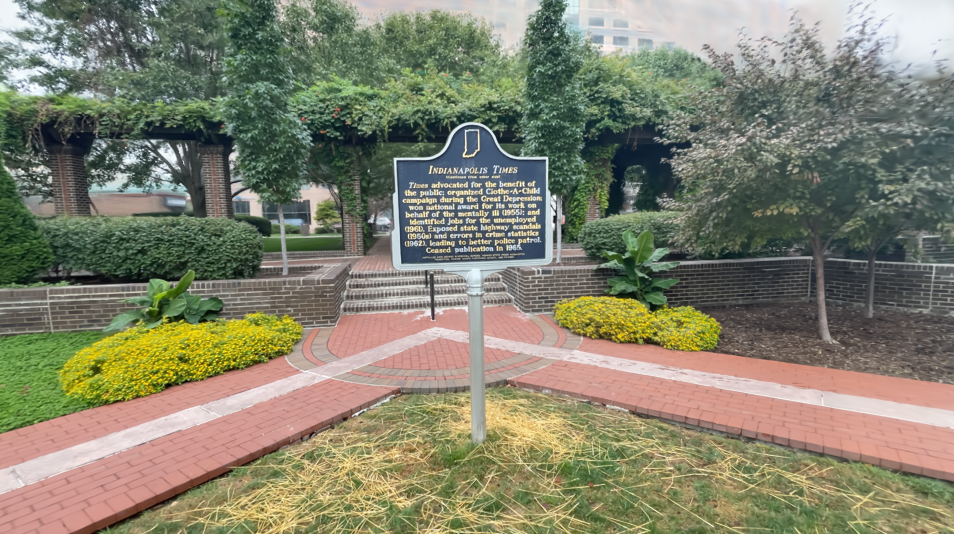 INDIANAPOLIS TIMES
Times advocated for the benefit of
the public; organized Clothe-A-Child
campaign during the Great Depression;
won national award for its work on
behalf of the mentally ill (1955); and
identified jobs for the unemployed
(1961). Exposed state highway scandals
(1950s) and errors in crime statistics
(1962), leading to better police patrol.
Ceased publication in 1965.